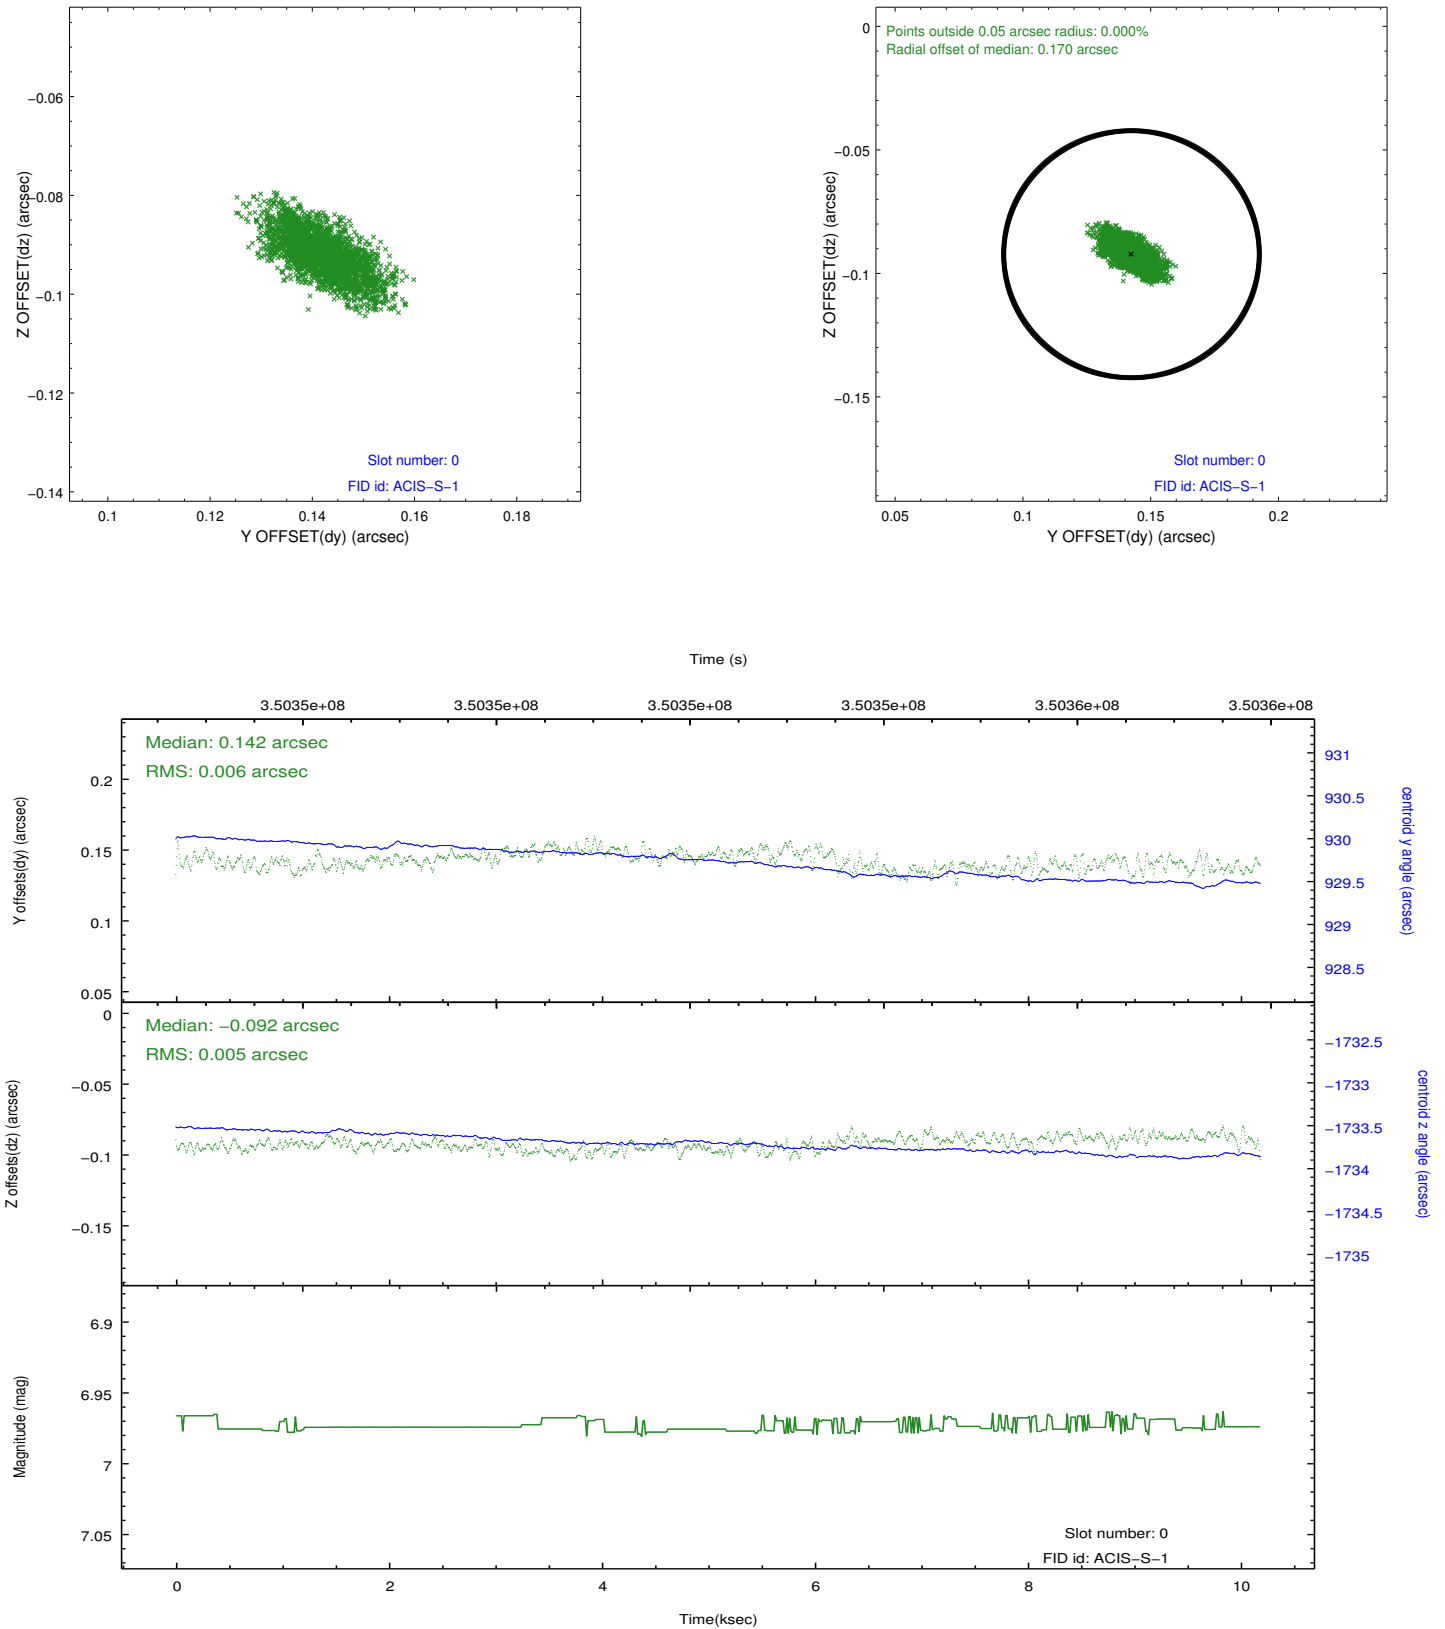 −0.06
−0.08
−0.1
−0.12
−0.14
Z OFFSET(dz) (arcsec)
Slot number: 0
FID id: ACIS−S−1
0.1 0.12 0.14 0.16 0.18
Y OFFSET(dy) (arcsec)
Points outside 0.05 arcsec radius: 0.000%
Radial offset of median: 0.170 arcsec
0
−0.05
−0.1
−0.15
Z OFFSET(dz) (arcsec)
Slot number: 0
FID id: ACIS−S−1
0.05 0.1 0.15 0.2
Y OFFSET(dy) (arcsec)
Time (s)
3.5035e+08 3.5035e+08 3.5035e+08 3.5035e+08 3.5036e+08 3.5036e+08
Median: 0.142 arcsec
RMS: 0.006 arcsec
0.2
0.15
0.1
0.05
Y offsets(dy) (arcsec)
931
930.5
930
929.5
929
928.5
centroid y angle (arcsec)
Median: −0.092 arcsec
RMS: 0.005 arcsec
0
−0.05
−0.1
−0.15
Z offsets(dz) (arcsec)
−1732.5
−1733
−1733.5
−1734
−1734.5
−1735
centroid z angle (arcsec)
6.9
6.95
7
7.05
Magnitude (mag)
Slot number: 0
FID id: ACIS−S−1
0 2 4 6 8 10
Time(ksec)